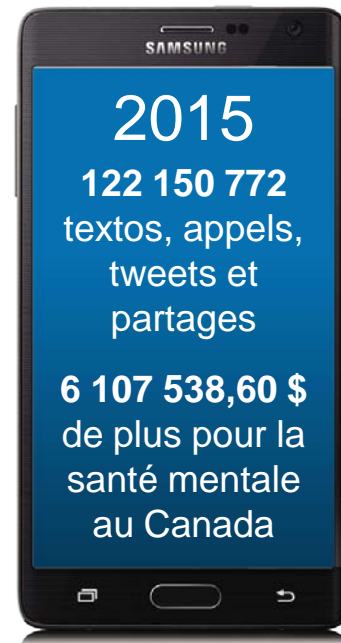 SAMSUNG
2015
122 150 772
textos, appels,
tweets et
partages
6 107 538,60 $
de plus pour la
santé mentale
au Canada